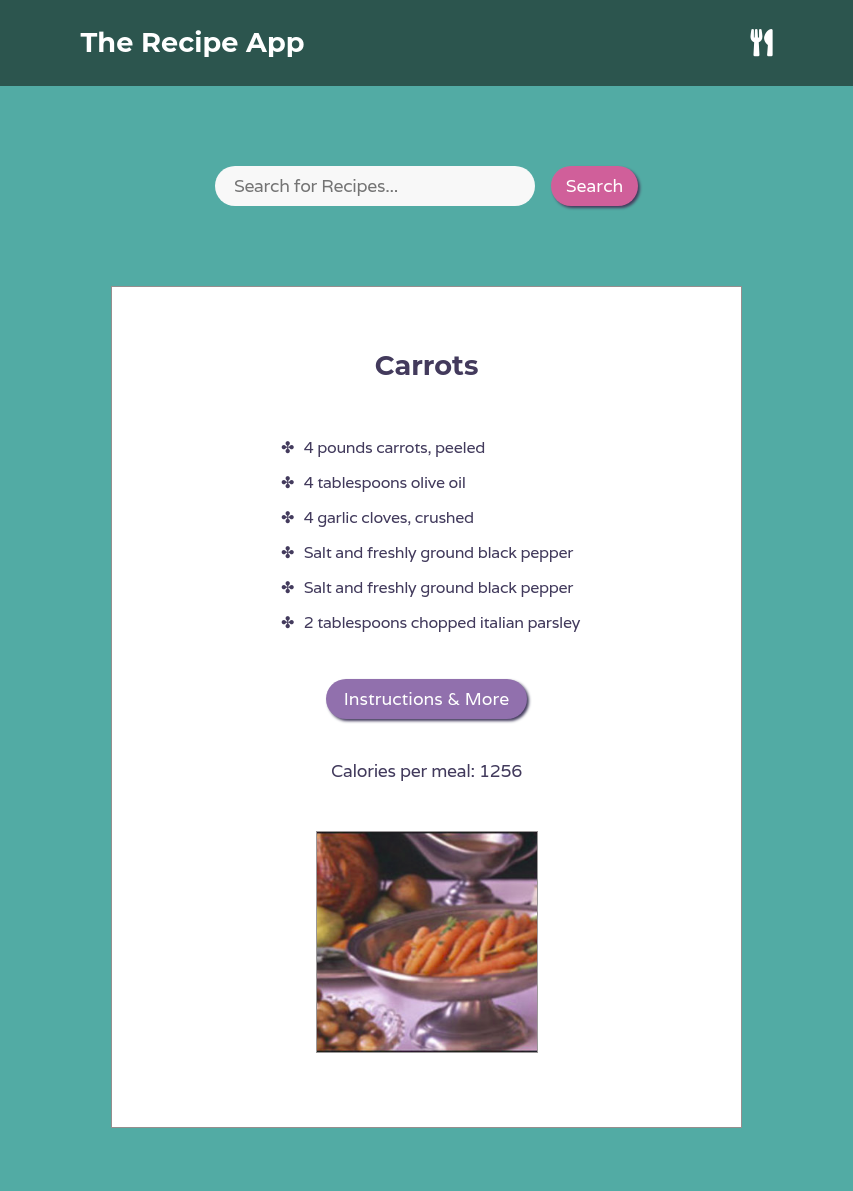 The Recipe App
Search for Recipes...
Search
Carrots
✤ 4 pounds carrots, peeled
✤ 4 tablespoons olive oil
✤ 4 garlic cloves, crushed
✤ Salt and freshly ground black pepper
✤ Salt and freshly ground black pepper
✤ 2 tablespoons chopped italian parsley
Instructions & More
Calories per meal: 1256